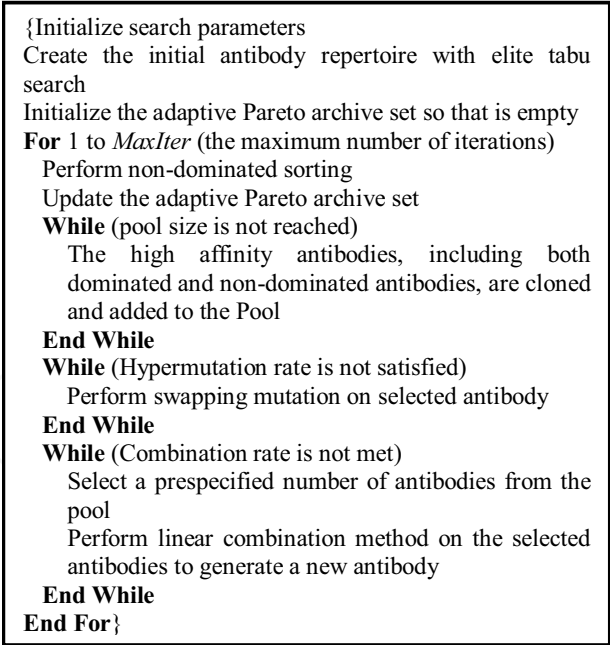 {Initialize search parameters
Create the initial antibody repertoire with elite tabu
search
Initialize the adaptive Pareto archive set so that is empty
For 1 to MaxIter (the maximum number of iterations)
Perform non-dominated sorting
Update the adaptive Pareto archive set
While (pool size is not reached)
The high affinity antibodies, including both
dominated and non-dominated antibodies, are cloned
and added to the Pool
End While
While (Hypermutation rate is not satisfied)
Perform swapping mutation on selected antibody
End While
While (Combination rate is not met)
Select a prespecified number of antibodies from the
pool
Perform linear combination method on the selected
antibodies to generate a new antibody
End While
End For}